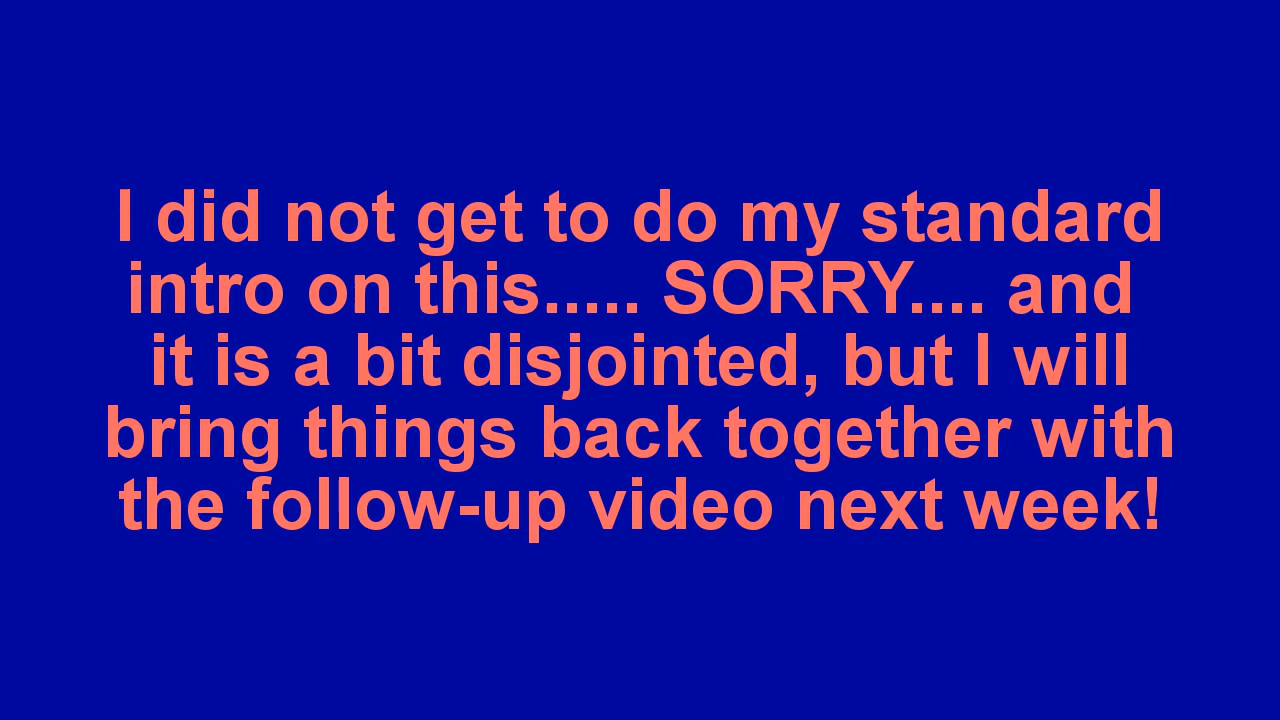 I did not get to do my standard
intro on this..... SORRY.... and
it is a bit disjointed, but I will
bring things back together with
the follow-up video next week!